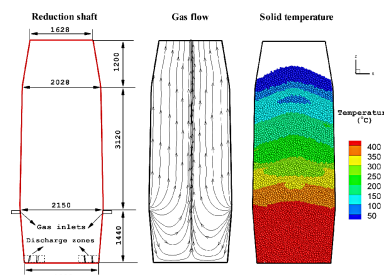 Reduction shaft
Gas flow
Solid temperature
1628
1200
2028
3120
2150
Gas inlets
Discharge zones
1440
Temperature
(°C)
400
350
300
250
200
150
100
50